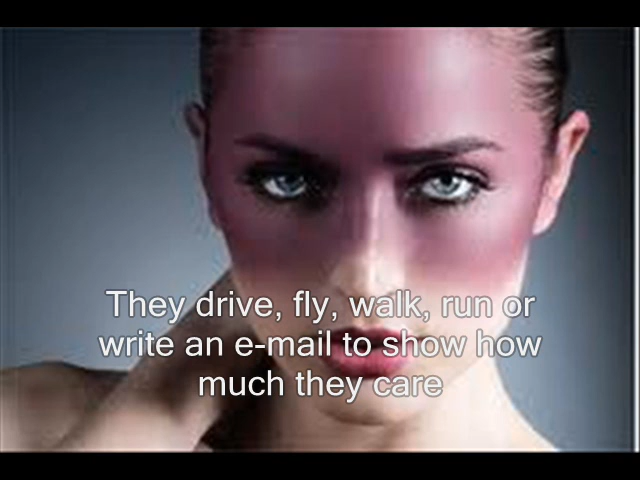 They drive, fly, walk, run or
write an e-mail to show how
much they care